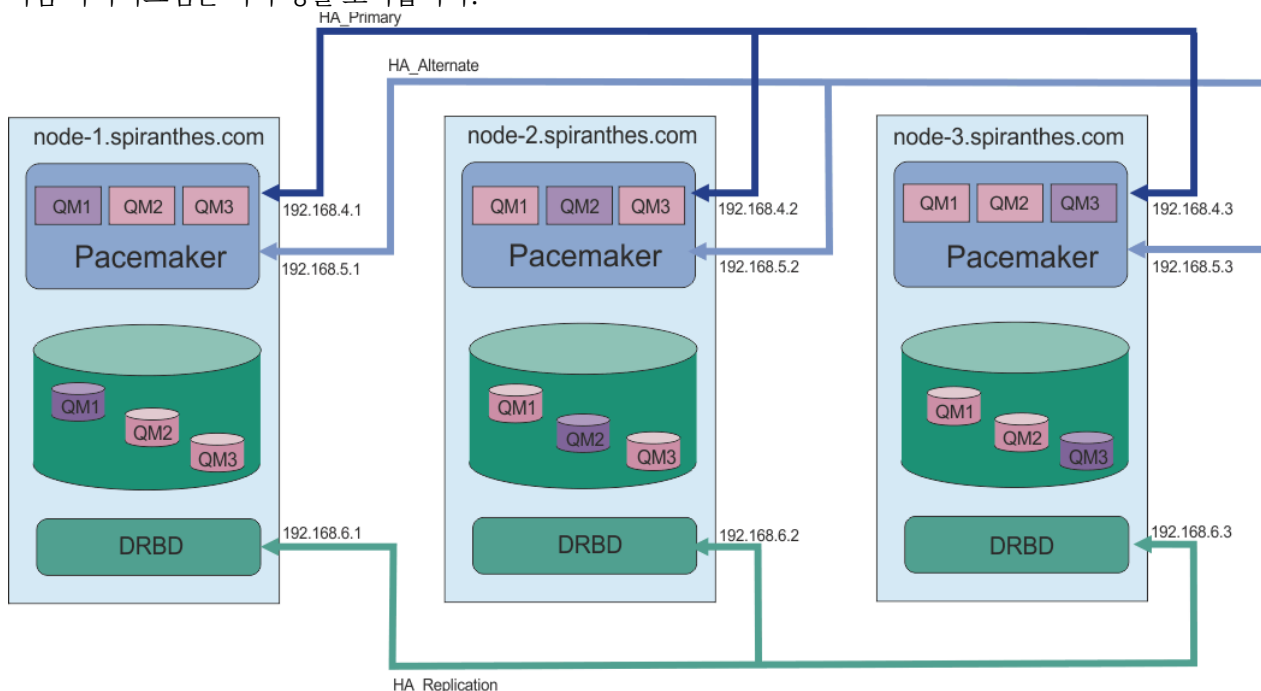 HA_Primary
HA_Alternate
node-1.spiranthes.com
QM1 QM2 QM3
Pacemaker
192.168.4.1
192.168.5.1
QM1
QM2
QM3
DRBD
192.168.6.1
node-2.spiranthes.com
QM1 QM2 QM3
Pacemaker
192.168.4.2
192.168.5.2
QM1
QM2
QM3
DRBD
192.168.6.2
node-3.spiranthes.com
QM1 QM2 QM3
Pacemaker
192.168.4.3
192.168.5.3
QM1
QM2
QM3
DRBD
192.168.6.3
HA_Replication